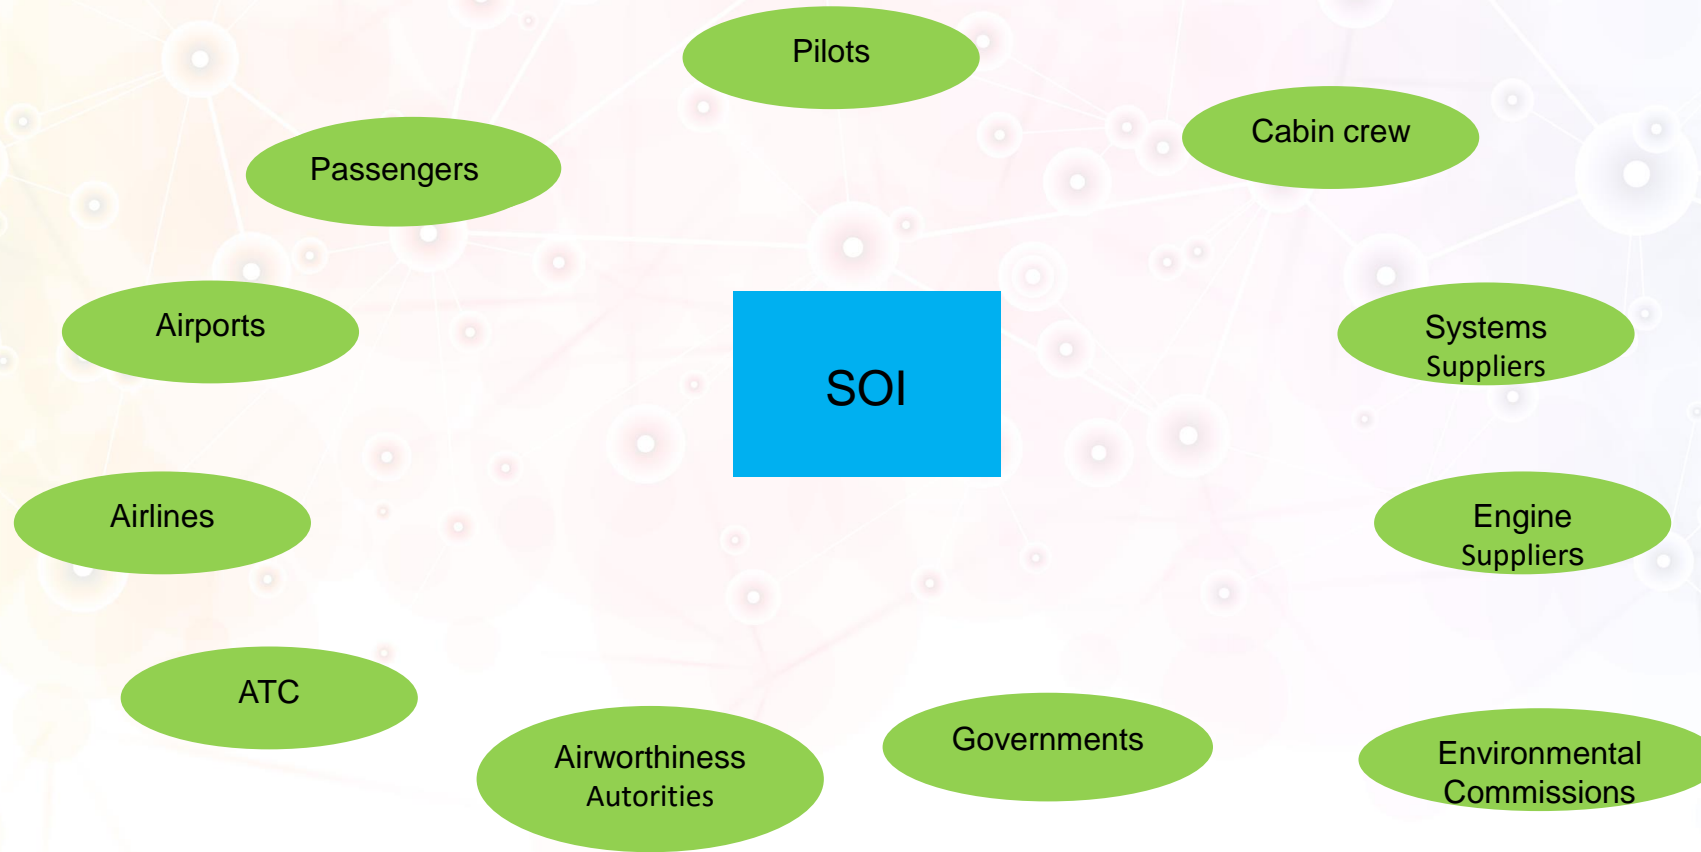 Pilots
Cabin crew
Passengers
Airports
Systems
Suppliers
SOI
Airlines
Engine
Suppliers
ATC
Airworthiness
Autorities
Governments
Environmental
Commissions